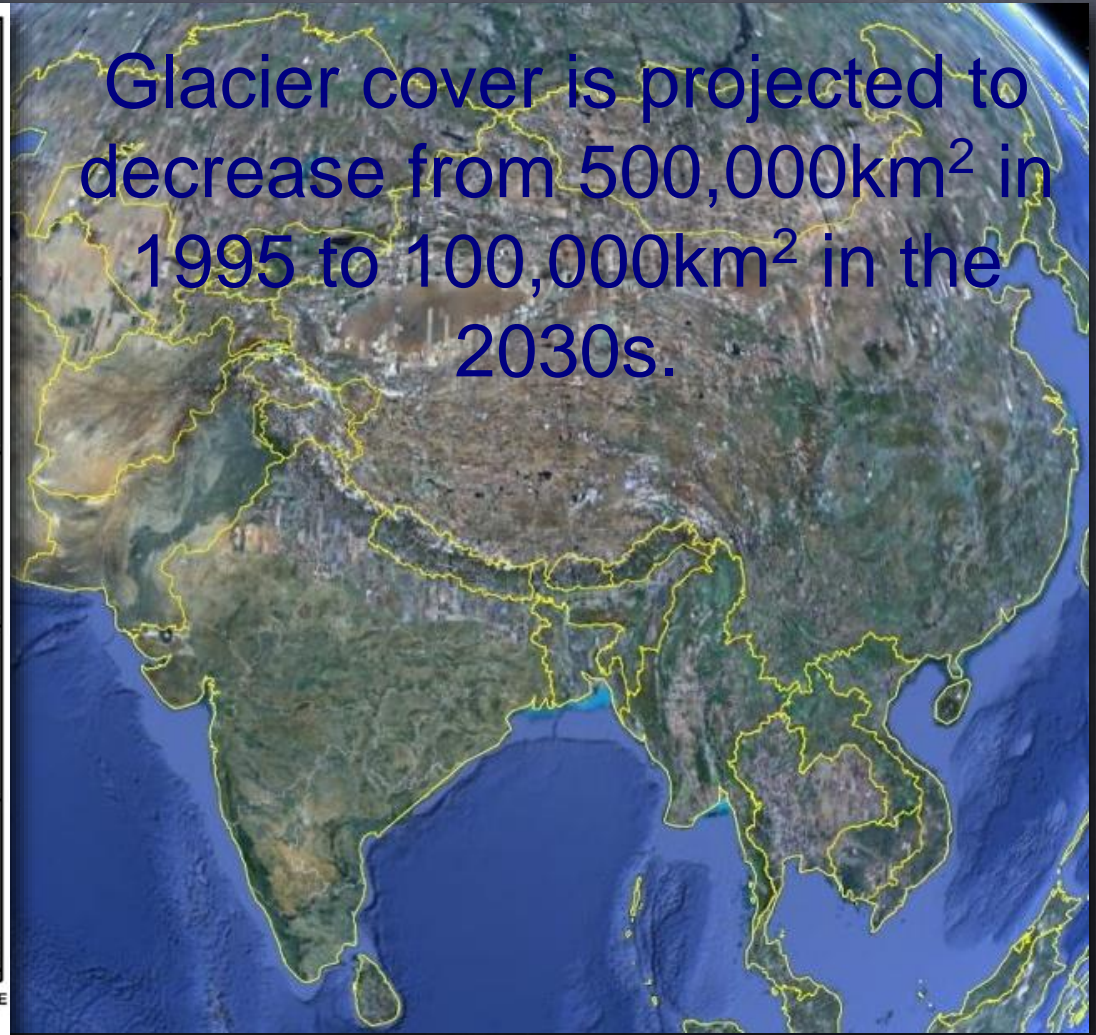 Glacier cover is projected to
decrease from 500,000km² in
1995 to 100,000km² in the
2030s.
E